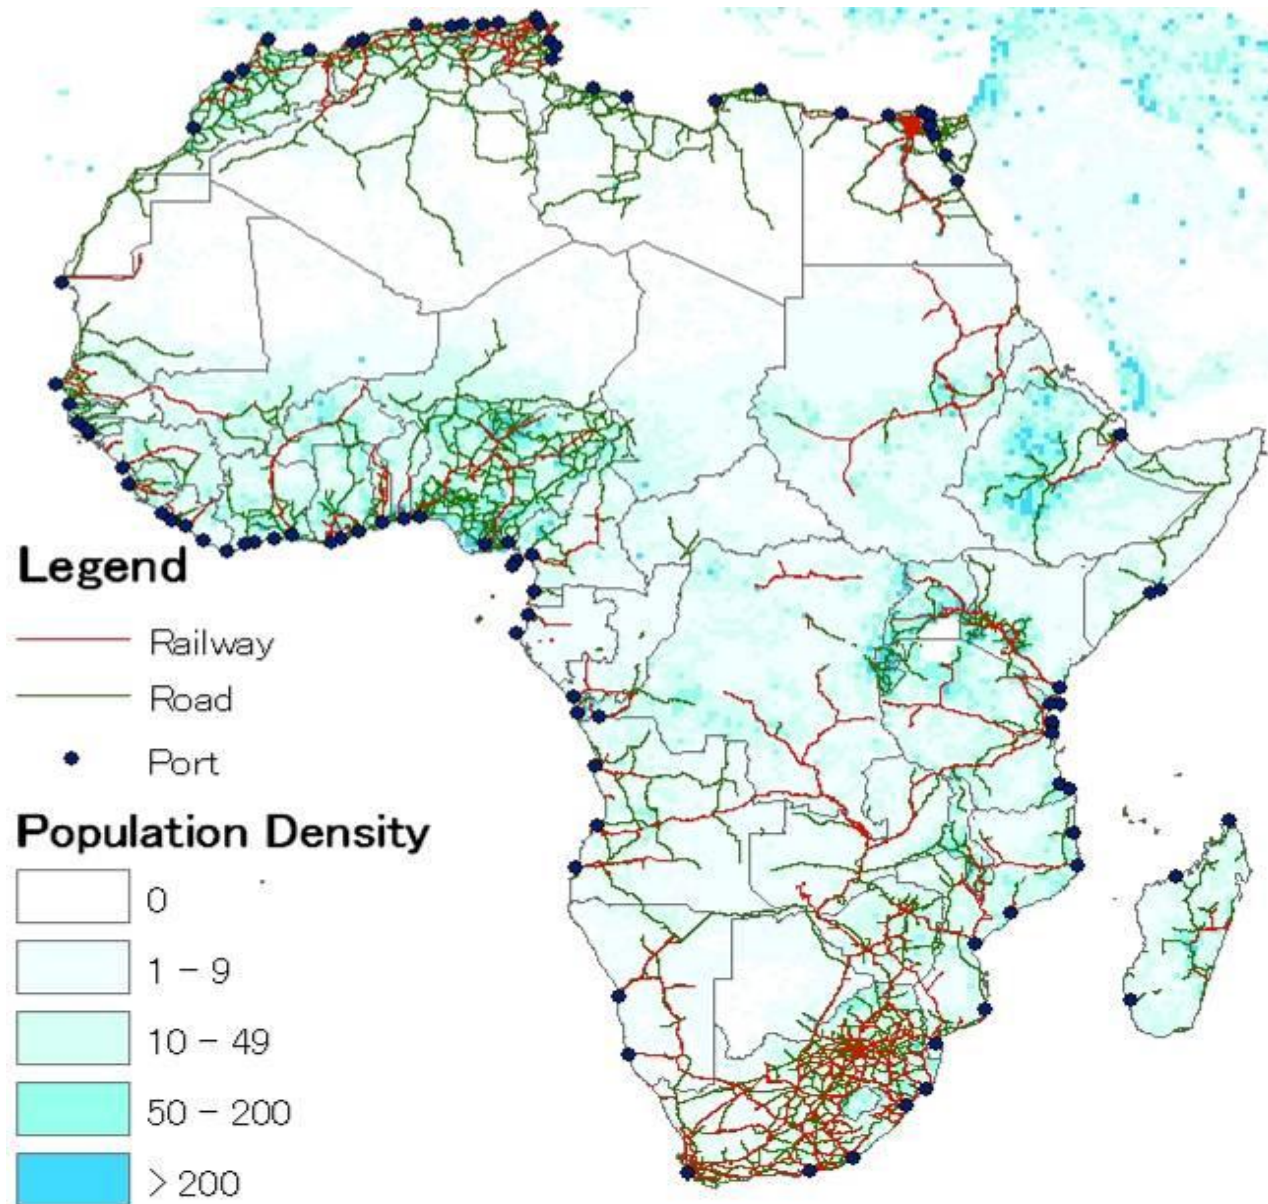 Legend
Railway
Road
Port
Population Density
0
1 - 9
10 - 49
50 - 200
> 200